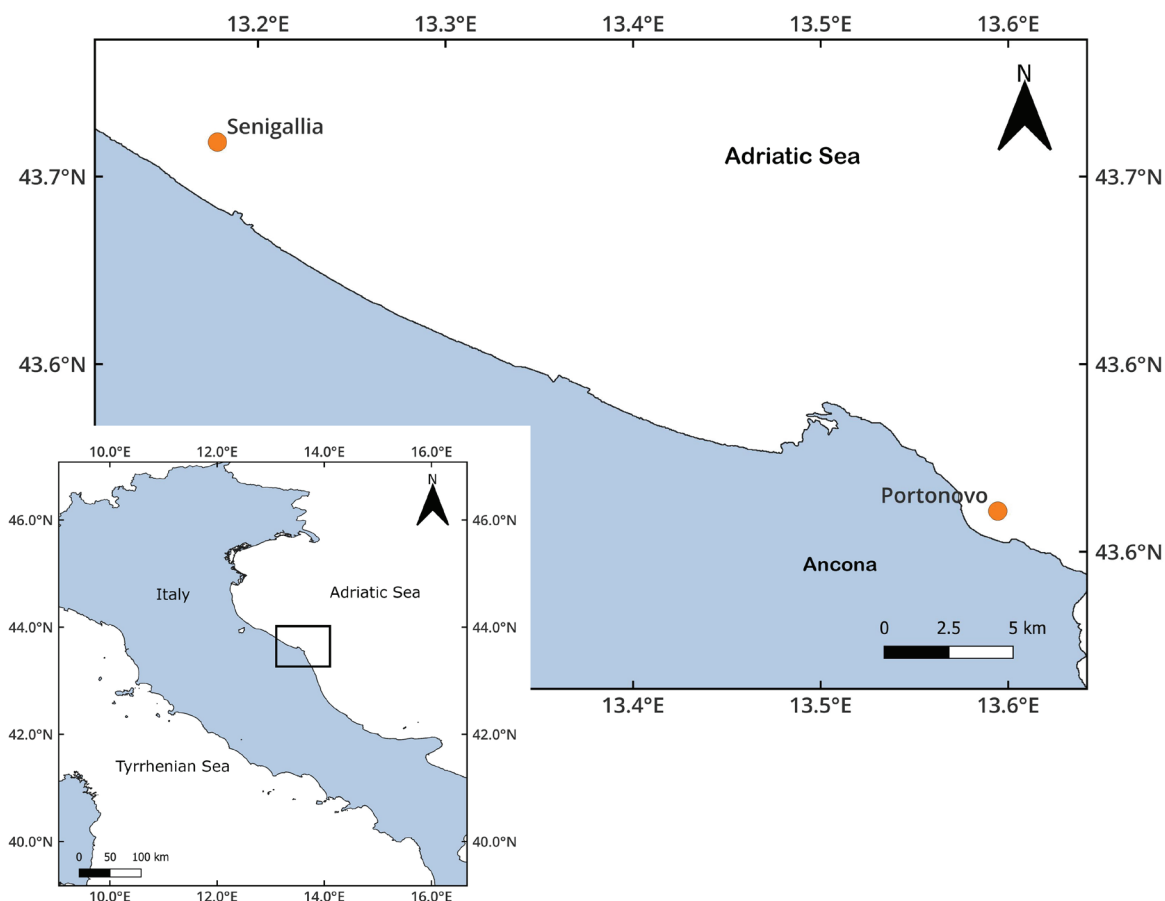 13.2°E 13.3°E 13.4°E 13.5°E 13.6°E
N
Senigallia
Adriatic Sea
43.7°N 43.7°N
43.6°N 43.6°N
Portonovo
43.6°N
Ancona
0 2.5 5 km
13.4°E 13.5°E 13.6°E
10.0°E 12.0°E 14.0°E 16.0°E
N
46.0°N 46.0°N
Italy
Adriatic Sea
44.0°N 44.0°N
42.0°N 42.0°N
Tyrrhenian Sea
40.0°N 40.0°N
0 50 100 km
10.0°E 12.0°E 14.0°E 16.0°E